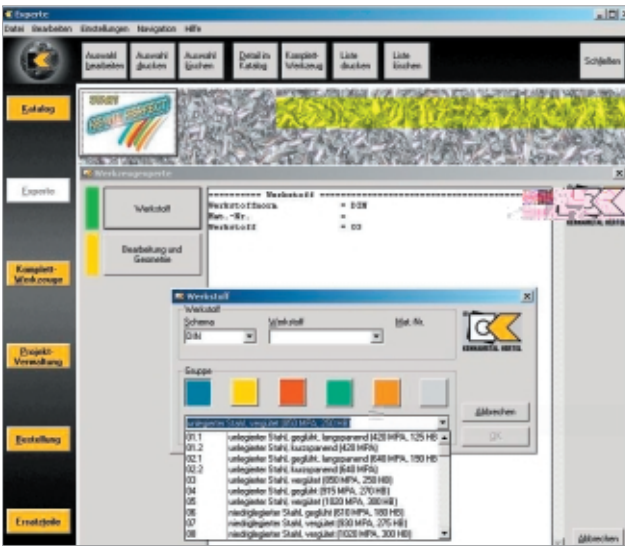 Experte
Datei Bearbeiten Einstellungen Navigation Hilfe
Auswahl bearbeiten
Auswahl drucken
Auswahl löschen
Detail in Katalog
Komplett-Werkzeug
Liste drucken
Liste löschen
Schließen
Katalog
Experte
Komplett-Werkzeuge
Projekt-Verwaltung
Bestellung
Ersatzteile
Werkzeugexperte
Werkstoff
Bearbeitung und Geometrie
---------- Werkstoff ----------
Werkstoffnorm = DIN
Mat.-Nr. =
Werkstoff = 03
KENNAMETAL HERTEL
Werkstoff
Werkstoff
Schema
Werkstoff
Mat.-Nr.
DIN
KENNAMETAL HERTEL
Gruppe
unlegierter Stahl, vergütet (850 MPA, 250 HB)
Abbrechen
OK
01.1 unlegierter Stahl, geglüht, langspanend (420 MPA, 125 HB
01.2 unlegierter Stahl, kurzspanend (420 MPA)
02.1 unlegierter Stahl, geglüht, langspanend (640 MPA, 190 HB
02.2 unlegierter Stahl, kurzspanend (640 MPA)
03 unlegierter Stahl, vergütet (850 MPA, 250 HB)
04 unlegierter Stahl, geglüht (915 MPA, 270 HB)
05 unlegierter Stahl, vergütet (1020 MPA, 300 HB)
06 niedriglegierter Stahl, geglüht (610 MPA, 180 HB)
07 niedriglegierter Stahl, vergütet (930 MPA, 275 HB)
08 niedriglegierter Stahl, vergütet (1020 MPA, 300 HB)
Abbrechen